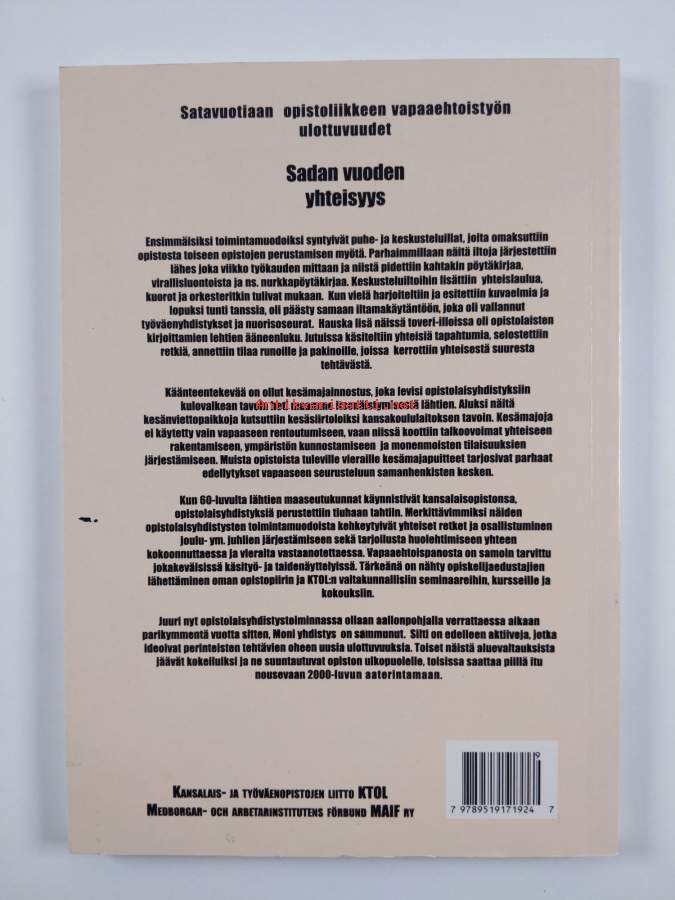 Satavuotiaan opistoliikkeen vapaaehtoistyön
ulottuvuudet
Sadan vuoden
yhteisyys
Ensimmäisiksi toimintamuodoiksi syntyivät puhe- ja keskusteluillat, joita omaksuttiin
opistosta toiseen opistojen perustamisen myötä. Parhaimmillaan näitä iltoja järjestettiin
lähes joka viikko työkauden mittaan ja niistä pidettiin kahtakin pöytäkirjaa,
virallisluontoista ja ns. nurkkapöytäkirjaa. Keskusteluiltoihin lisättiin yhteislaulua,
kuorot ja orkesteritkin tulivat mukaan. Kun vielä harjoiteltiin ja esitettiin kuvaelmia ja
lopuksi tunti tanssia, oli päästy samaan iltamakäytäntöön, joka oli vallannut
työväenyhdistykset ja nuorisoseurat. Hauska lisä näissä toveri-illoissa oli opistolaisten
kirjoittamien lehtien ääneenluku. Jutuissa käsiteltiin yhteisiä tapahtumia, selostettiin
retkiä, annettiin tilaa runoille ja pakinoille, joissa kerrottiin yhteisestä suuresta
tehtävästä.
Käänteentekevää on ollut kesämajainnostus, joka levisi opistolaisyhdistyksiin
kulovalkean tavoin heti itsenäistymisestä lähtien. Aluksi näitä
kesänviettopaikkoja kutsuttiin kesäsiirtoloiksi kansakoululaitoksen tavoin. Kesämajoja
ei käytetty vain vapaaseen rentoutumiseen, vaan niissä koottiin talkoovoimat yhteiseen
rakentamiseen, ympäristön kunnostamiseen ja monenmoisten tilaisuuksien
järjestämiseen. Muista opistoista tuleville vieraille kesämajapuitteet tarjosivat parhaat
edellytykset vapaaseen seurusteluun samanhenkisten kesken.
Kun 60-luvulta lähtien maaseutukunnat käynnistivät kansalaisopistonsa,
opistolaisyhdistyksiä perustettiin tiuhaan tahtiin. Merkittävimmiksi näiden
opistolaisyhdistysten toimintamuodoista kehkeytyivät yhteiset retket ja osallistuminen
joulu- ym. juhlien järjestämiseen sekä tarjoilusta huolehtimiseen yhteen
kokoonnuttaessa ja vieraita vastaanotettaessa. Vapaaehtoispanosta on samoin tarvittu
jokakeväisissä käsityö- ja taidenäyttelyissä. Tärkeänä on nähty opiskelijaedustajien
lähettäminen oman opistopiirin ja KTOL:n valtakunnallisiin seminaareihin, kursseille ja
kokouksiin.
Juuri nyt opistolaisyhdistystoiminnassa ollaan aallonpohjalla verrattaessa aikaan
parikymmentä vuotta sitten, Moni yhdistys on sammunut. Silti on edelleen aktiiveja, jotka
ideoivat perinteisten tehtävien oheen uusia ulottuvuuksia. Toiset näistä aluevaltauksista
jäävät kokeiluiksi ja ne suuntautuvat opiston ulkopuolelle, toisissa saattaa piillä itu
nousevaan 2000-luvun aaterintamaan.
KANSALAIS- JA TYÖVÄENOPISTOJEN LIITTO KTOL
MEDBORGAR- OCH ARBETARINSTITUTENS FÖRBUND MAIF RY
9
7 9789519171924 7